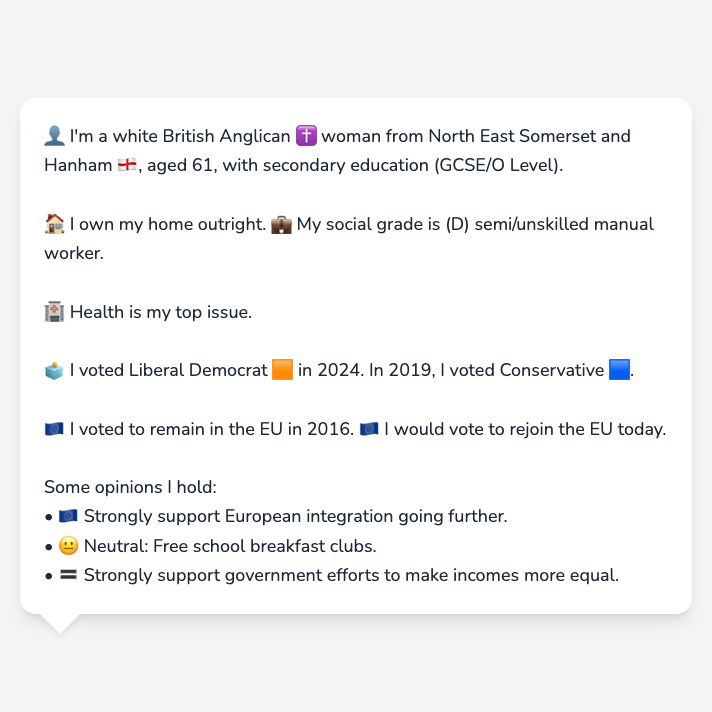 👤 I'm a white British Anglican ✝️ woman from North East Somerset and
Hanham 🏴󠁧󠁢󠁥󠁮󠁧󠁿, aged 61, with secondary education (GCSE/O Level).
🏠 I own my home outright. 💼 My social grade is (D) semi/unskilled manual
worker.
🏥 Health is my top issue.
🗳️ I voted Liberal Democrat 🟧 in 2024. In 2019, I voted Conservative 🟦.
🇪🇺 I voted to remain in the EU in 2016. 🇪🇺 I would vote to rejoin the EU today.
Some opinions I hold:
• 🇪🇺 Strongly support European integration going further.
• 😐 Neutral: Free school breakfast clubs.
• 🟰 Strongly support government efforts to make incomes more equal.